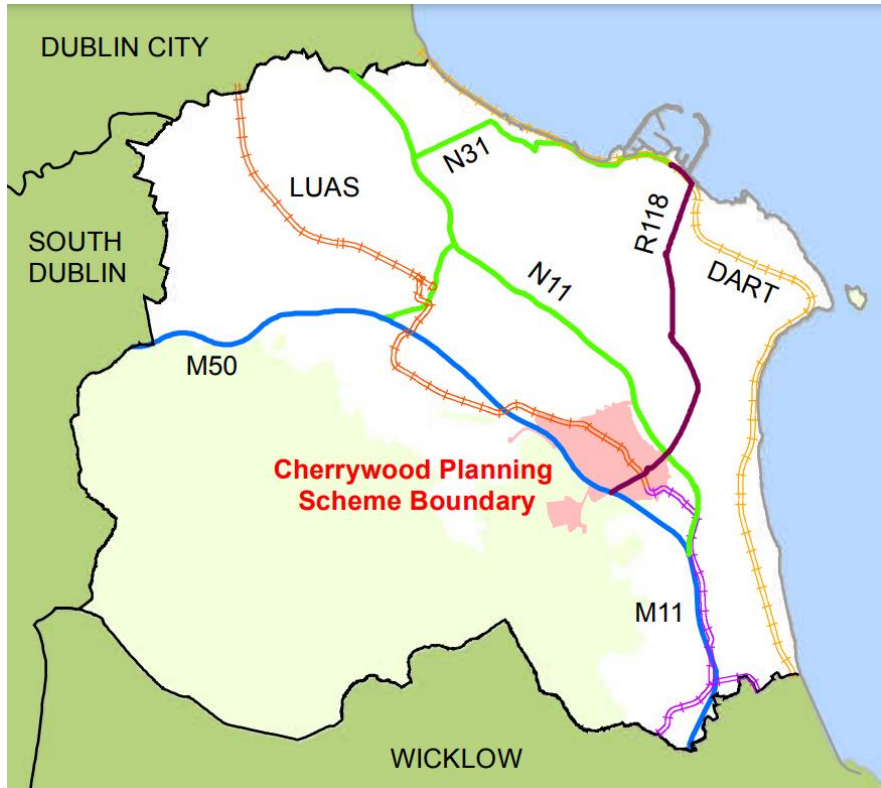 DUBLIN CITY
N31
LUAS
R118
SOUTH
DUBLIN
N11
DART
M50
Cherrywood Planning
Scheme Boundary
M11
WICKLOW